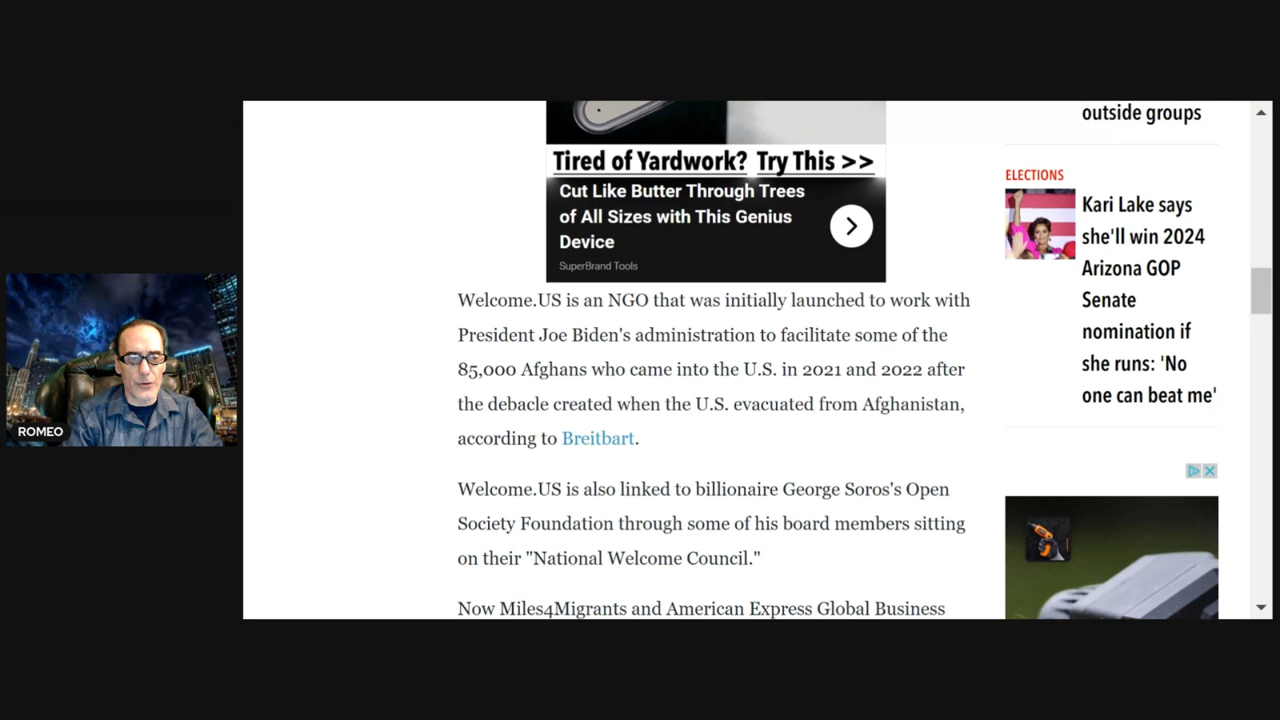 Tired of Yardwork? Try This >>
Cut Like Butter Through Trees
of All Sizes with This Genius
Device
SuperBrand Tools
Welcome.US is an NGO that was initially launched to work with
President Joe Biden's administration to facilitate some of the
85,000 Afghans who came into the U.S. in 2021 and 2022 after
the debacle created when the U.S. evacuated from Afghanistan,
according to Breitbart.
Welcome.US is also linked to billionaire George Soros's Open
Society Foundation through some of his board members sitting
on their "National Welcome Council."
Now Miles4Migrants and American Express Global Business
outside groups
ELECTIONS
Kari Lake says
she'll win 2024
Arizona GOP
Senate
nomination if
she runs: 'No
one can beat me'
ROMEO